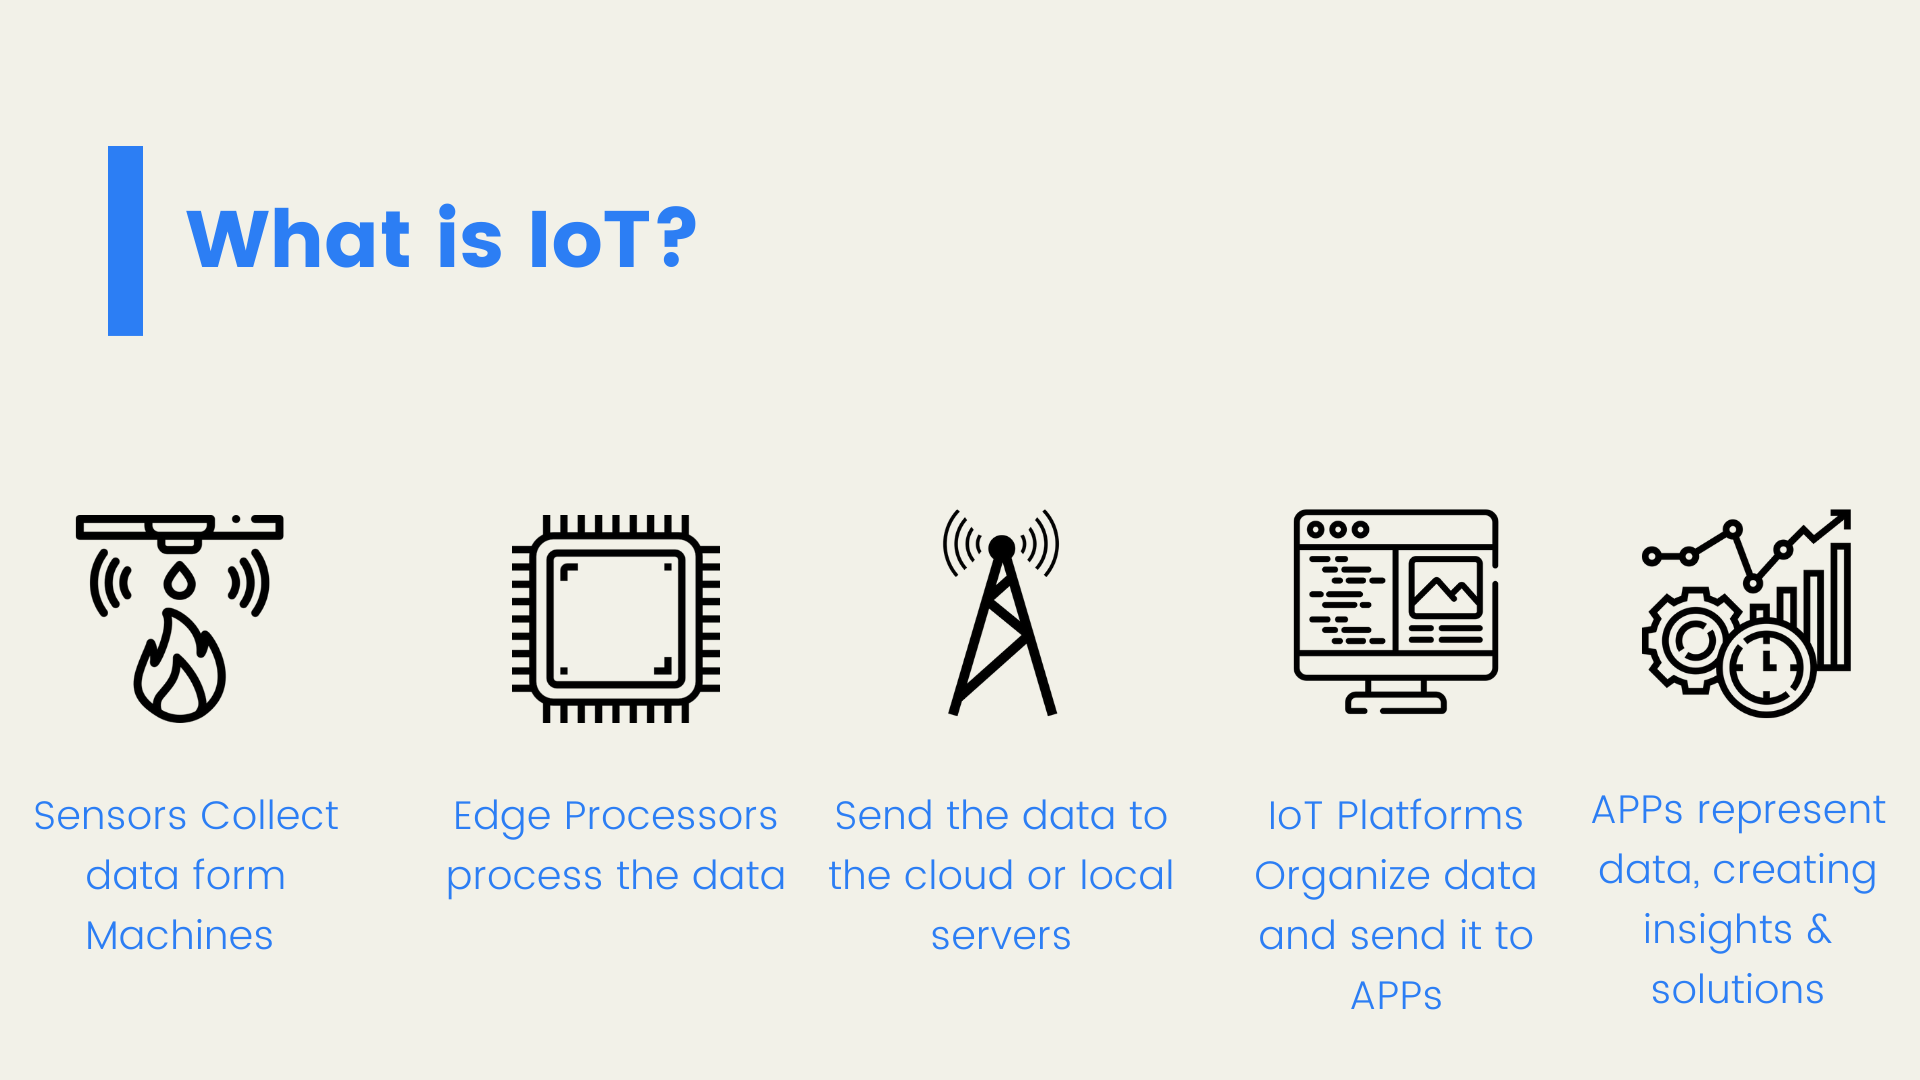 What is IoT?
Sensors Collect
data form
Machines
Edge Processors
process the data
Send the data to
the cloud or local
servers
IoT Platforms
Organize data
and send it to
APPs
APPs represent
data, creating
insights &
solutions